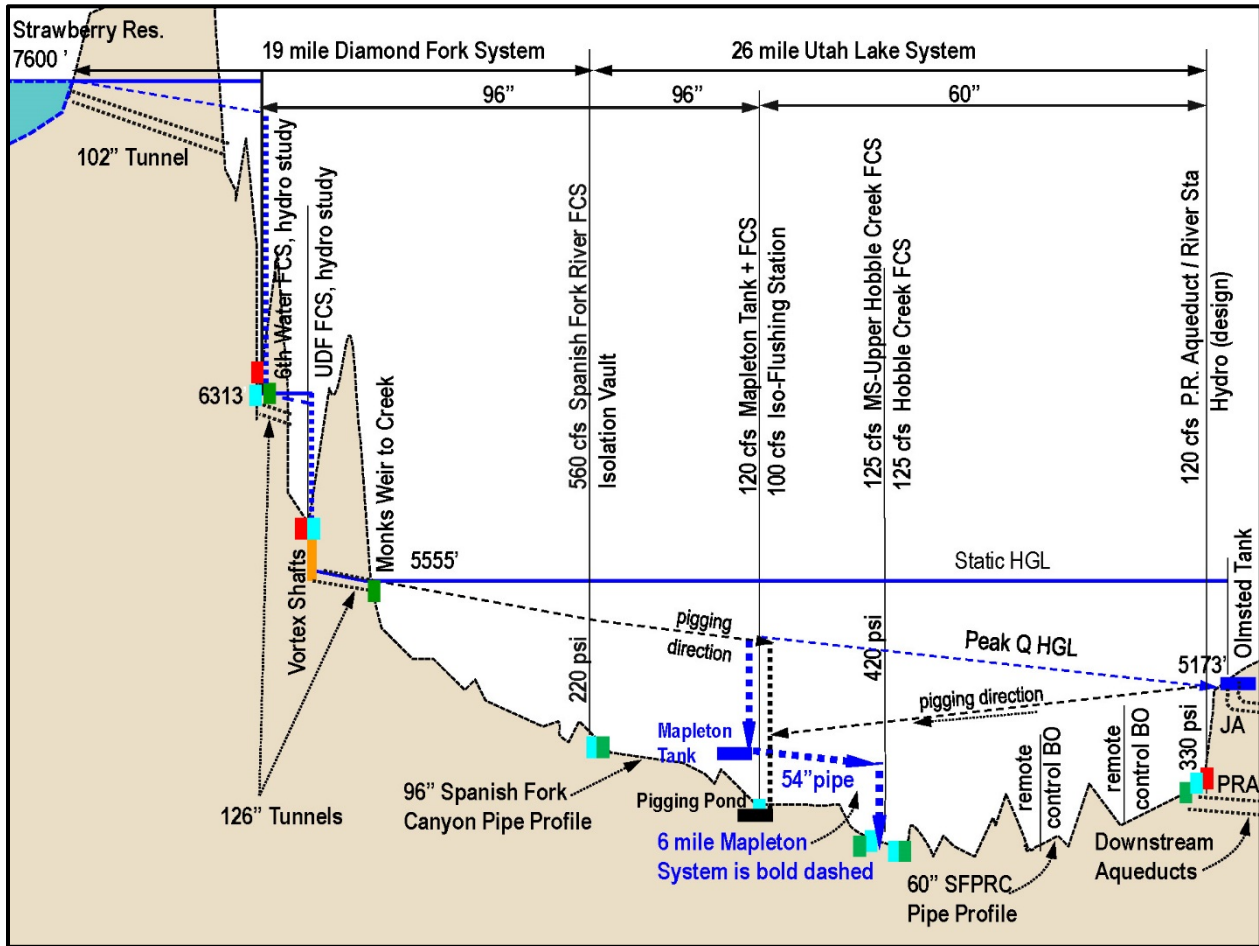 Strawberry Res.
7600 '
19 mile Diamond Fork System
26 mile Utah Lake System
96”
96”
60”
102” Tunnel
6th Water FCS, hydro study
UDF FCS, hydro study
6313
Vortex Shafts
Monks Weir to Creek
126” Tunnels
5555’
560 cfs Spanish Fork River FCS
Isolation Vault
120 cfs Mapleton Tank + FCS
100 cfs Iso-Flushing Station
125 cfs MS-Upper Hobble Creek FCS
125 cfs Hobble Creek FCS
120 cfs P.R. Aqueduct / River Sta
Hydro (design)
Static HGL
pigging
direction
Peak Q HGL
pigging direction
220 psi
420 psi
330 psi
5173’
Olmsted Tank
JA
PRA
Mapleton
Tank
54”pipe
Pigging Pond
96” Spanish Fork
Canyon Pipe Profile
6 mile Mapleton
System is bold dashed
remote
control BO
remote
control BO
60” SFPRC
Pipe Profile
Downstream
Aqueducts